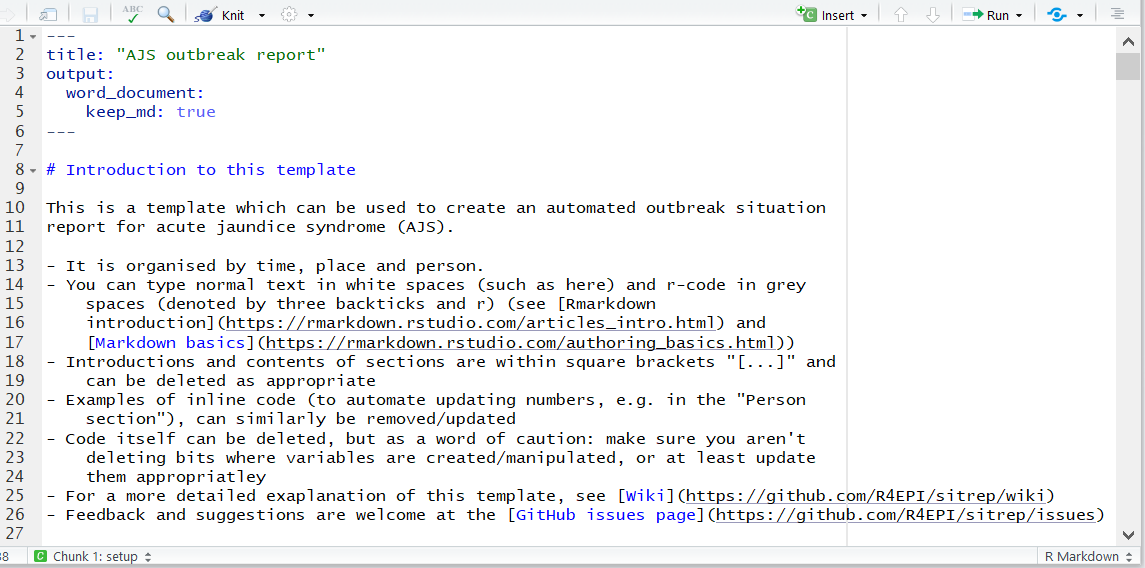 ABC Knit Insert Run
1 ---
2 title: "AJS outbreak report"
3 output:
4   word_document:
5     keep_md: true
6 ---
7
8 # Introduction to this template
9
10 This is a template which can be used to create an automated outbreak situation
11 report for acute jaundice syndrome (AJS).
12
13 - It is organised by time, place and person.
14 - You can type normal text in white spaces (such as here) and r-code in grey
15     spaces (denoted by three backticks and r) (see [Rmarkdown
16     introduction](https://rmarkdown.rstudio.com/articles_intro.html) and
17     [Markdown basics](https://rmarkdown.rstudio.com/authoring_basics.html))
18 - Introductions and contents of sections are within square brackets "[...]" and
19     can be deleted as appropriate
20 - Examples of inline code (to automate updating numbers, e.g. in the "Person
21     section"), can similarly be removed/updated
22 - Code itself can be deleted, but as a word of caution: make sure you aren't
23     deleting bits where variables are created/manipulated, or at least update
24     them appropriatley
25 - For a more detailed exaplanation of this template, see [Wiki](https://github.com/R4EPI/sitrep/wiki)
26 - Feedback and suggestions are welcome at the [GitHub issues page](https://github.com/R4EPI/sitrep/issues)
27
C Chunk 1: setup R Markdown